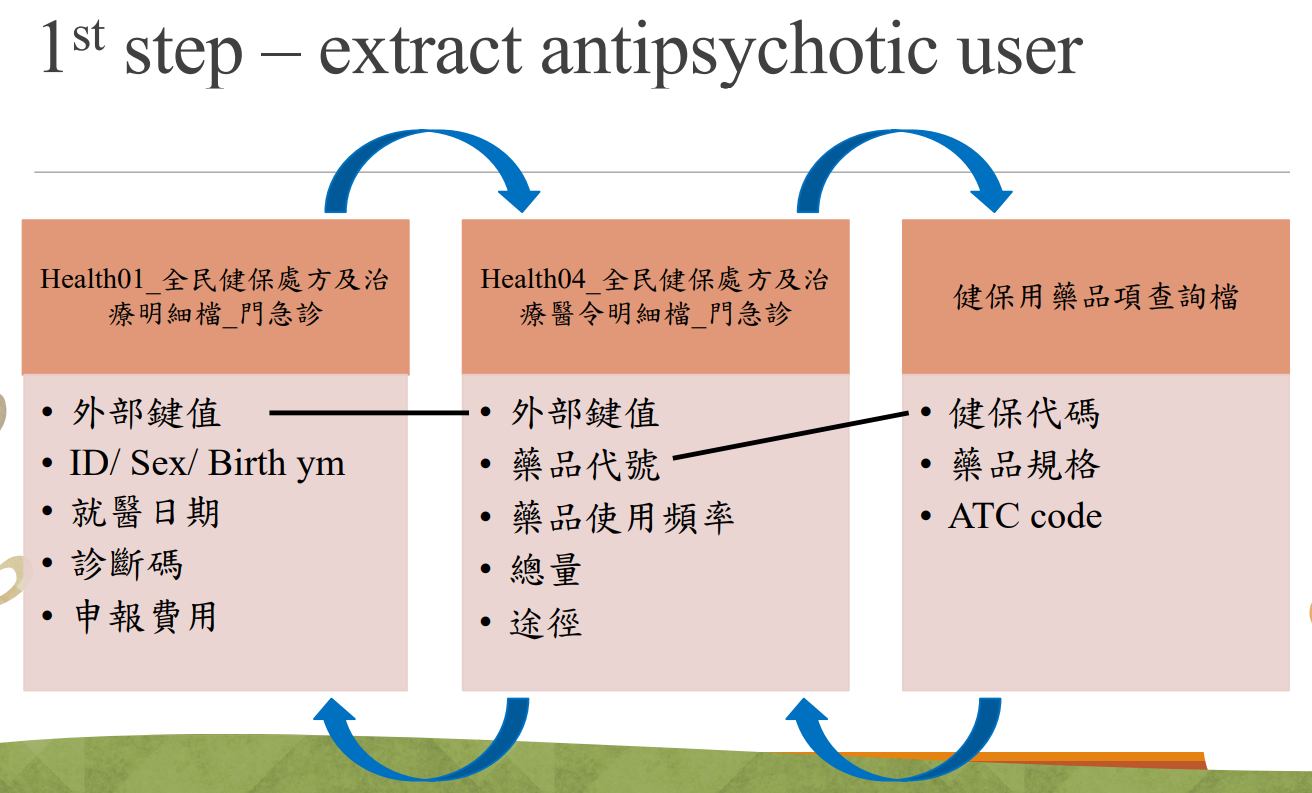 1st step – extract antipsychotic user
Health01_全民健保處方及治
療明細檔_門急診
• 外部鍵值
• ID/ Sex/ Birth ym
• 就醫日期
• 診斷碼
• 申報費用
Health04_全民健保處方及治
療醫令明細檔_門急診
• 外部鍵值
• 藥品代號
• 藥品使用頻率
• 總量
• 途徑
健保用藥品項查詢檔
• 健保代碼
• 藥品規格
• ATC code